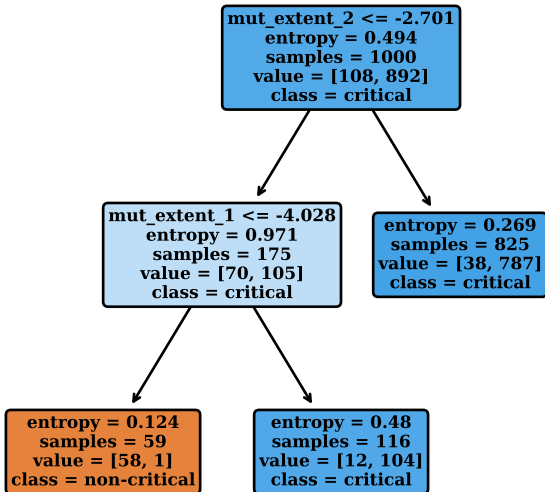 mut_extent_2 <= -2.701
entropy = 0.494
samples = 1000
value = [108, 892]
class = critical
mut_extent_1 <= -4.028
entropy = 0.971
samples = 175
value = [70, 105]
class = critical
entropy = 0.269
samples = 825
value = [38, 787]
class = critical
entropy = 0.124
samples = 59
value = [58, 1]
class = non-critical
entropy = 0.48
samples = 116
value = [12, 104]
class = critical